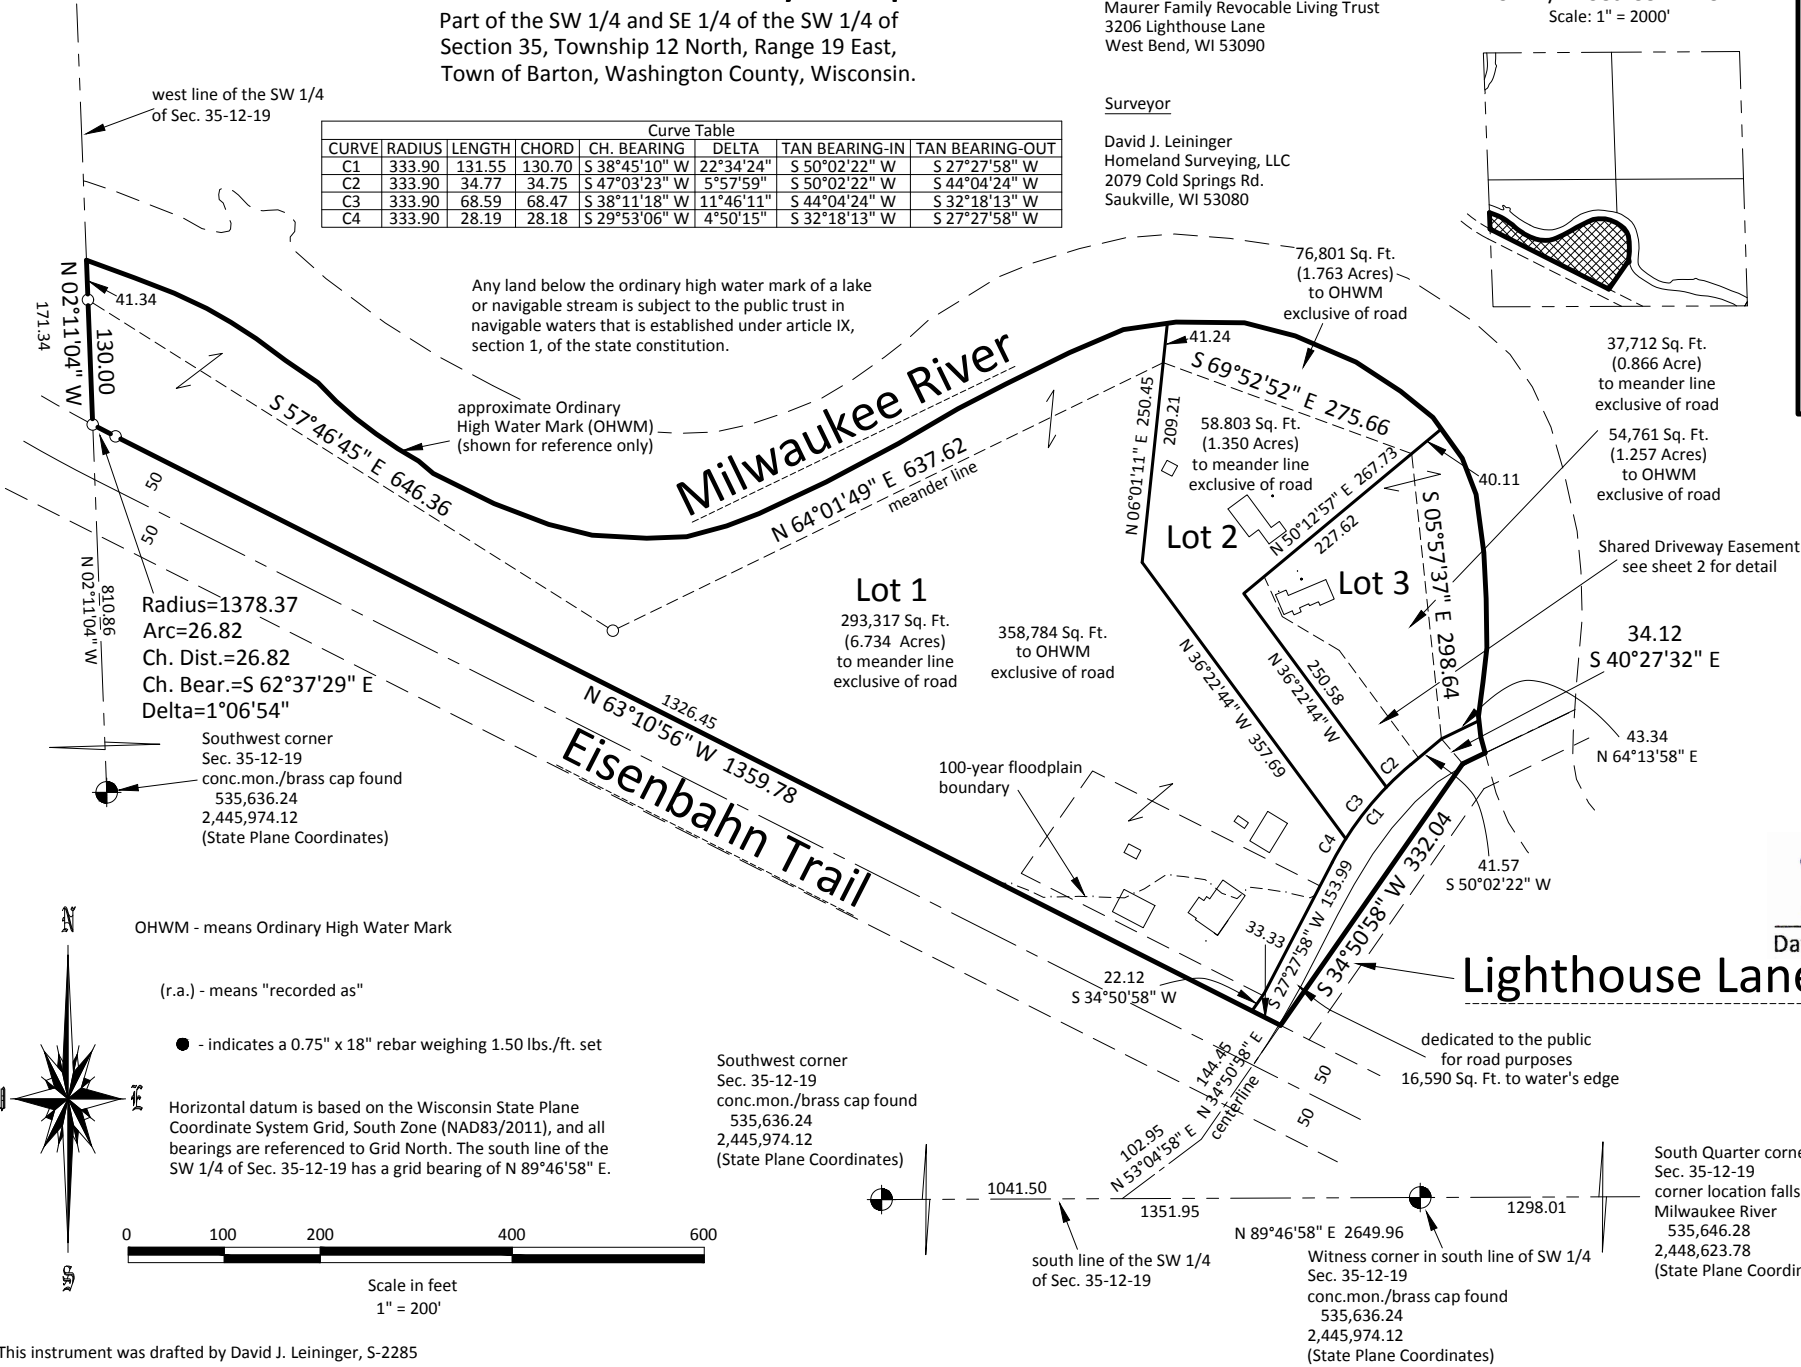 Part of the SW 1/4 and SE 1/4 of the SW 1/4 of
Section 35, Township 12 North, Range 19 East,
Town of Barton, Washington County, Wisconsin.
Maurer Family Revocable Living Trust
3206 Lighthouse Lane
West Bend, WI 53090
Scale: 1" = 2000'
Surveyor
David J. Leininger
Homeland Surveying, LLC
2079 Cold Springs Rd.
Saukville, WI 53080
west line of the SW 1/4
of Sec. 35-12-19
Curve Table
CURVE RADIUS LENGTH CHORD CH. BEARING DELTA TAN BEARING-IN TAN BEARING-OUT
C1 333.90 131.55 130.70 S 38°45'10" W 22°34'24" S 50°02'22" W S 27°27'58" W
C2 333.90 34.77 34.75 S 47°03'23" W 5°57'59" S 50°02'22" W S 44°04'24" W
C3 333.90 68.59 68.47 S 38°11'18" W 11°46'11" S 44°04'24" W S 32°18'13" W
C4 333.90 28.19 28.18 S 29°53'06" W 4°50'15" S 32°18'13" W S 27°27'58" W
Any land below the ordinary high water mark of a lake
or navigable stream is subject to the public trust in
navigable waters that is established under article IX,
section 1, of the state constitution.
76,801 Sq. Ft.
(1.763 Acres)
to OHWM
exclusive of road
37,712 Sq. Ft.
(0.866 Acre)
to meander line
exclusive of road
54,761 Sq. Ft.
(1.257 Acres)
to OHWM
exclusive of road
N 02°11'04" W
171.34
130.00
41.34
S 57°46'45" E 646.36
approximate Ordinary
High Water Mark (OHWM)
(shown for reference only)
Milwaukee River
N 64°01'49" E 637.62
meander line
41.24
S 69°52'52" E 275.66
N 06°01'11" E 250.45
209.21
58.803 Sq. Ft.
(1.350 Acres)
to meander line
exclusive of road
Lot 2
N 50°12'57" E 267.73
227.62
40.11
S 05°57'37" E 298.64
Lot 3
Shared Driveway Easement
see sheet 2 for detail
34.12
S 40°27'32" E
43.34
N 64°13'58" E
41.57
S 50°02'22" W
50
50
810.86
N 02°11'04" W
Radius=1378.37
Arc=26.82
Ch. Dist.=26.82
Ch. Bear.=S 62°37'29" E
Delta=1°06'54"
Lot 1
293,317 Sq. Ft.
(6.734 Acres)
to meander line
exclusive of road
358,784 Sq. Ft.
to OHWM
exclusive of road
N 36°22'44" W 357.69
250.58
N 36°22'44" W
1326.45
N 63°10'56" W 1359.78
Eisenbahn Trail
Southwest corner
Sec. 35-12-19
conc.mon./brass cap found
535,636.24
2,445,974.12
(State Plane Coordinates)
100-year floodplain
boundary
C2
C3
C1
C4
S 27°27'58" W 153.99
S 34°50'58" W 332.04
33.33
22.12
S 34°50'58" W
Lighthouse Lane
Da
dedicated to the public
for road purposes
16,590 Sq. Ft. to water's edge
144.45
N 34°50'58" E
centerline
102.95
N 53°04'58" E
50
50
N
E
S
OHWM - means Ordinary High Water Mark
(r.a.) - means "recorded as"
- indicates a 0.75" x 18" rebar weighing 1.50 lbs./ft. set
Horizontal datum is based on the Wisconsin State Plane
Coordinate System Grid, South Zone (NAD83/2011), and all
bearings are referenced to Grid North. The south line of the
SW 1/4 of Sec. 35-12-19 has a grid bearing of N 89°46'58" E.
Southwest corner
Sec. 35-12-19
conc.mon./brass cap found
535,636.24
2,445,974.12
(State Plane Coordinates)
1041.50
1351.95
N 89°46'58" E 2649.96
1298.01
south line of the SW 1/4
of Sec. 35-12-19
Witness corner in south line of SW 1/4
Sec. 35-12-19
conc.mon./brass cap found
535,636.24
2,445,974.12
(State Plane Coordinates)
South Quarter corne
Sec. 35-12-19
corner location falls
Milwaukee River
535,646.28
2,448,623.78
(State Plane Coordin
0 100 200 400 600
Scale in feet
1" = 200'
This instrument was drafted by David J. Leininger, S-2285